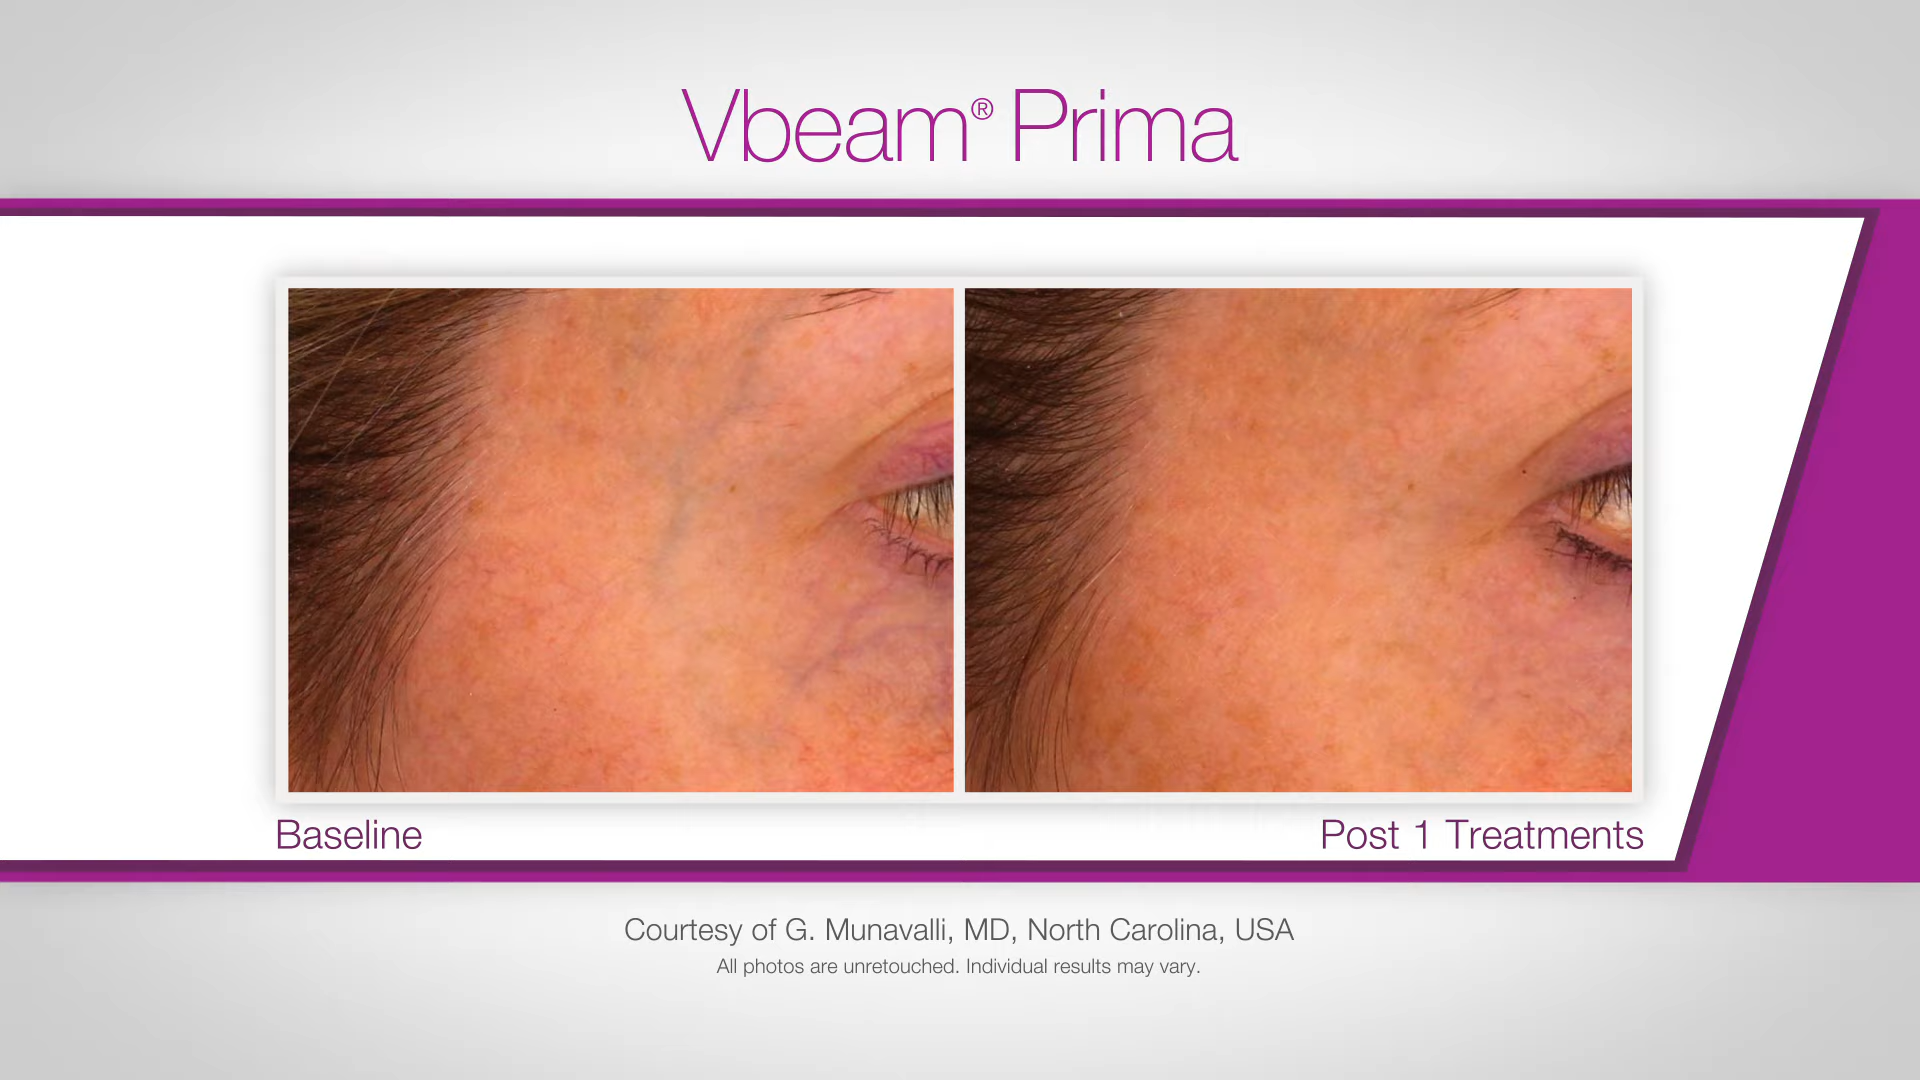 Vbeam® Prima
Baseline
Post 1 Treatments
Courtesy of G. Munavalli, MD, North Carolina, USA
All photos are unretouched. Individual results may vary.